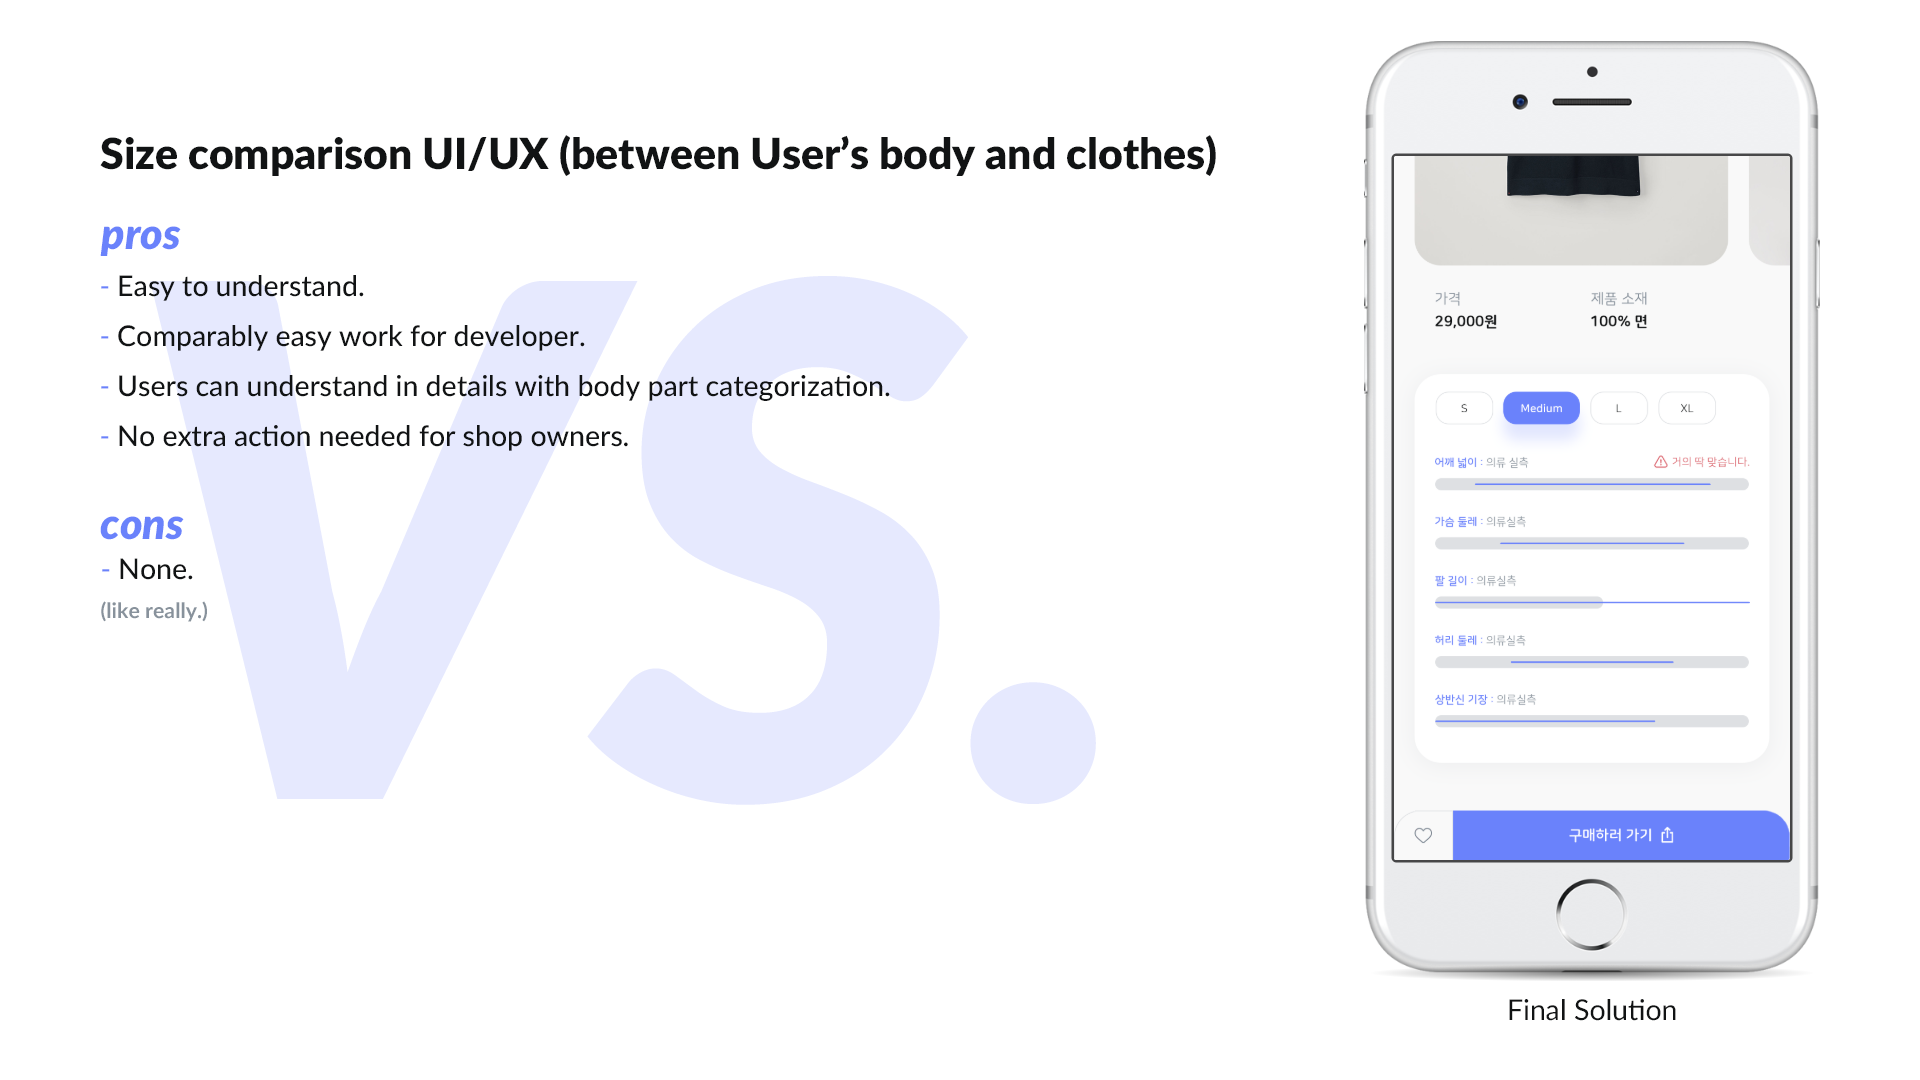 Size comparison UI/UX (between User’s body and clothes)
pros
- Easy to understand.
- Comparably easy work for developer.
- Users can understand in details with body part categorization.
- No extra action needed for shop owners.
cons
- None.
(like really.)
VS.
가격
29,000원
제품 소재
100% 면
S
Medium
L
XL
어깨 넓이 : 의류 실측
거의 딱 맞습니다.
가슴 둘레 : 의류실측
팔 길이 : 의류실측
허리 둘레 : 의류실측
상반신 기장 : 의류실측
구매하러 가기
Final Solution